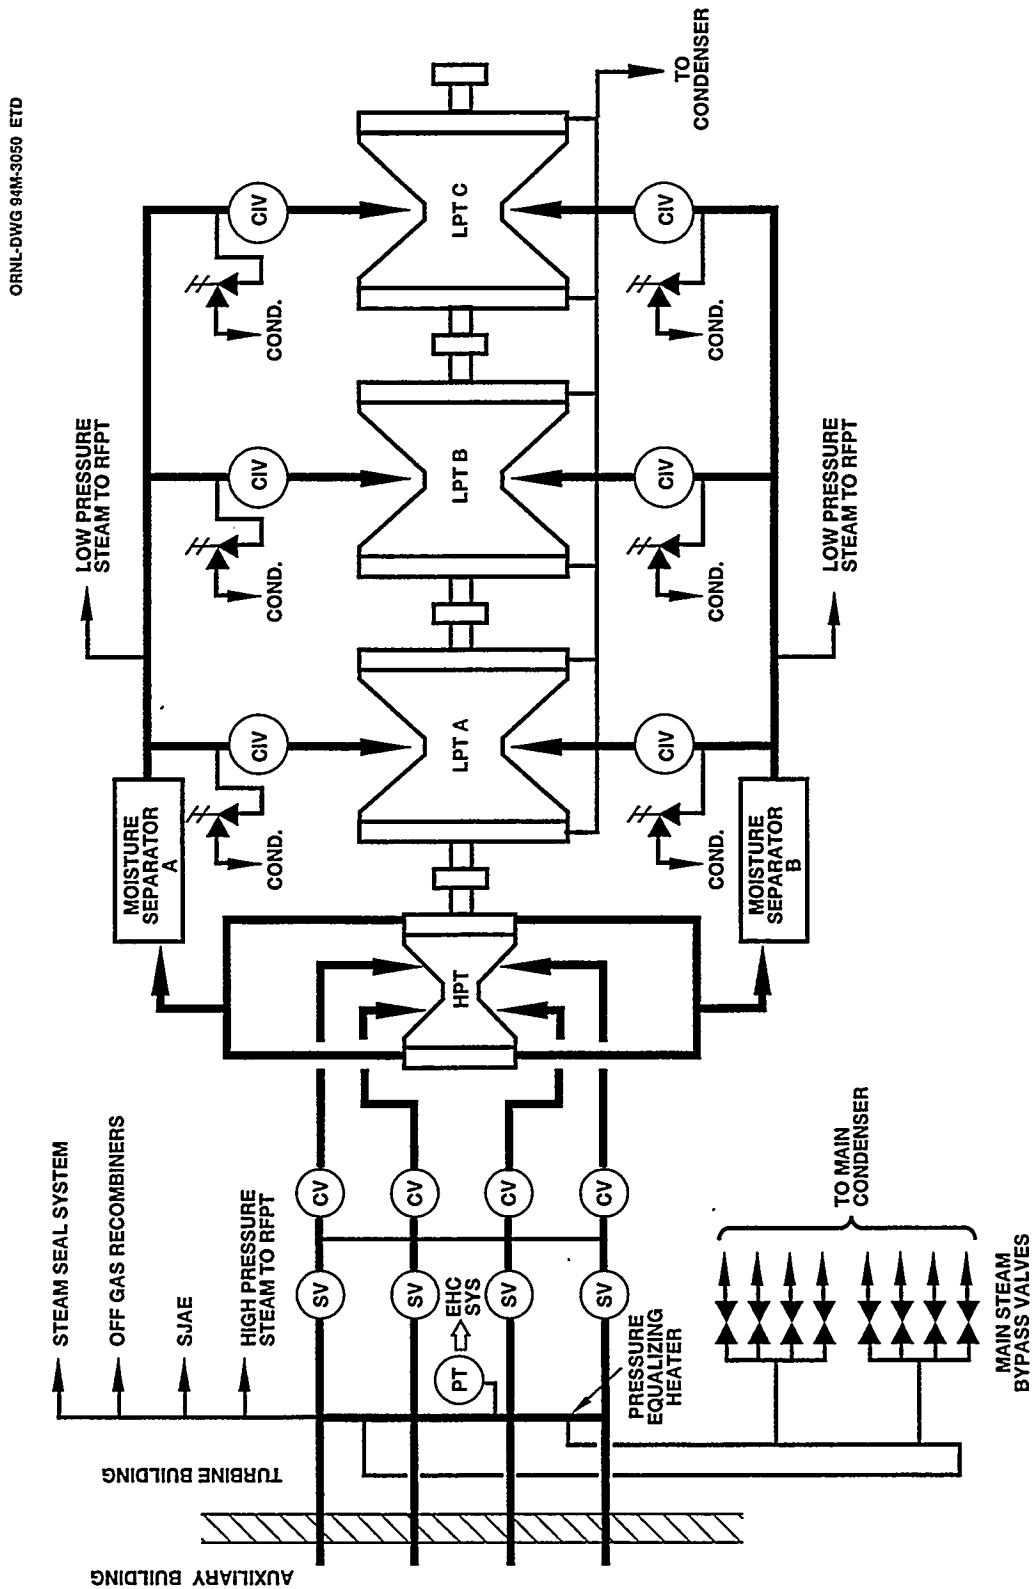 ORNL-DWG 94M-3050 ETD
TO
CONDENSER
CIV
LPT C
CIV
COND.
COND.
LOW PRESSURE
STEAM TO RFPT
CIV
LPT B
CIV
COND.
COND.
LOW PRESSURE
STEAM TO RFPT
CIV
LPT A
CIV
COND.
COND.
MOISTURE
SEPARATOR
A
MOISTURE
SEPARATOR
B
HPT
STEAM SEAL SYSTEM
OFF GAS RECOMBINERS
SJAE
HIGH PRESSURE
STEAM TO RFPT
CV
CV
CV
CV
SV
SV
SV
SV
EHC
SYS
PT
PRESSURE
EQUALIZING
HEATER
TO MAIN
CONDENSER
MAIN STEAM
BYPASS VALVES
TURBINE BUILDING
AUXILIARY BUILDING